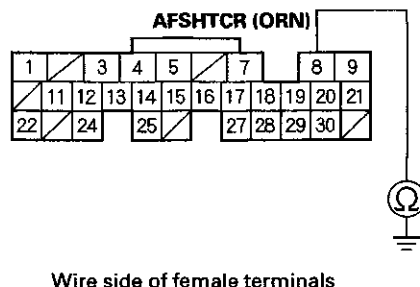 AFSHTCR (ORN)
1 3 4 5 7 8 9
11 12 13 14 15 16 17 18 19 20 21
22 24 25 27 28 29 30
Ω
Wire side of female terminals